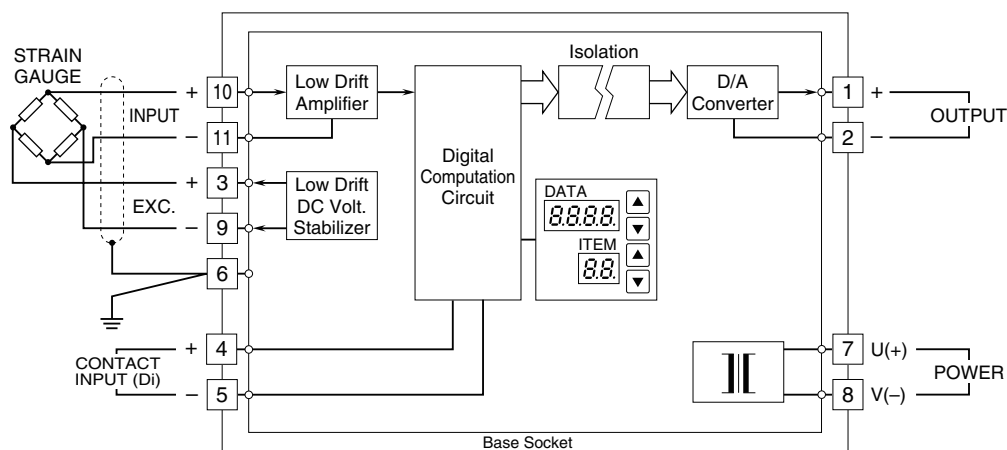 STRAIN
GAUGE
Isolation
+
10
INPUT
−
11
+
3
EXC.
−
9
6
+
4
CONTACT
INPUT (Di)
−
5
Low Drift
Amplifier
Low Drift
DC Volt.
Stabilizer
Digital
Computation
Circuit
DATA
8.8.8.8.
ITEM
8.8.
D/A
Converter
1
+
OUTPUT
2
−
7
U(+)
POWER
8
V(–)
Base Socket